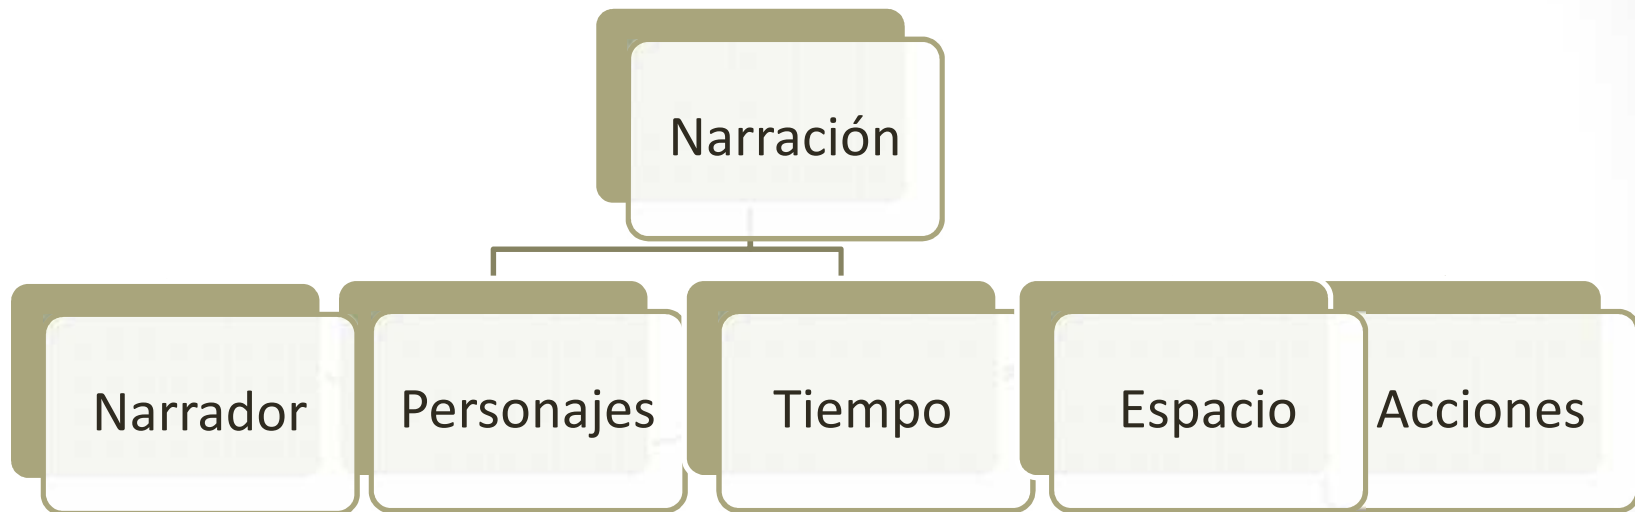 Narración
Narrador
Personajes
Tiempo
Espacio
Acciones